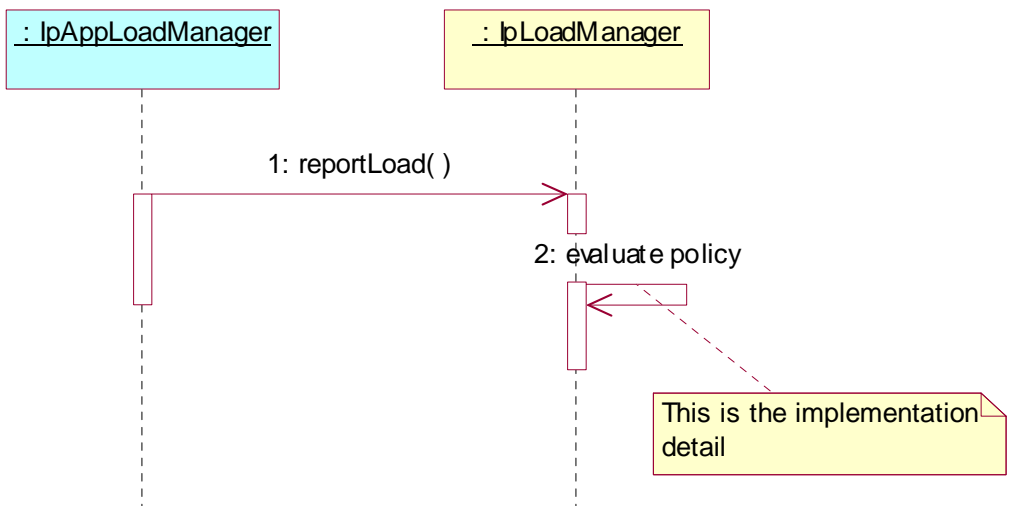 : IpAppLoadManager
: IpLoadManager
1: reportLoad( )
2: evaluate policy
This is the implementation
detail